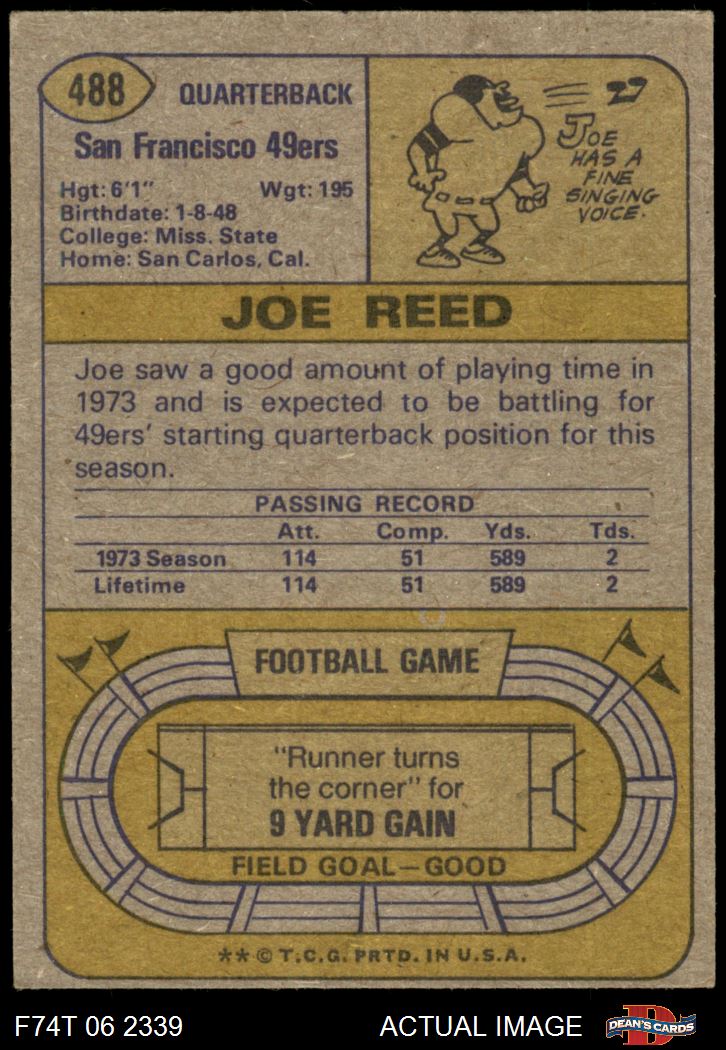 488 QUARTERBACK
San Francisco 49ers
Hgt: 6'1" Wgt: 195
Birthdate: 1-8-48
College: Miss. State
Home: San Carlos, Cal.
JOE
HAS A
FINE
SINGING
VOICE.
JOE REED
Joe saw a good amount of playing time in
1973 and is expected to be battling for
49ers' starting quarterback position for this
season.
PASSING RECORD
Att. Comp. Yds. Tds.
1973 Season 114 51 589 2
Lifetime 114 51 589 2
FOOTBALL GAME
"Runner turns
the corner" for
9 YARD GAIN
FIELD GOAL—GOOD
**© T.C.G. PRTD. IN U.S.A.
F74T 06 2339 ACTUAL IMAGE D DEAN'S CARDS